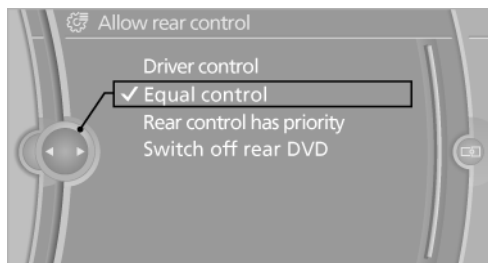 Allow rear control
Driver control
Equal control
Rear control has priority
Switch off rear DVD